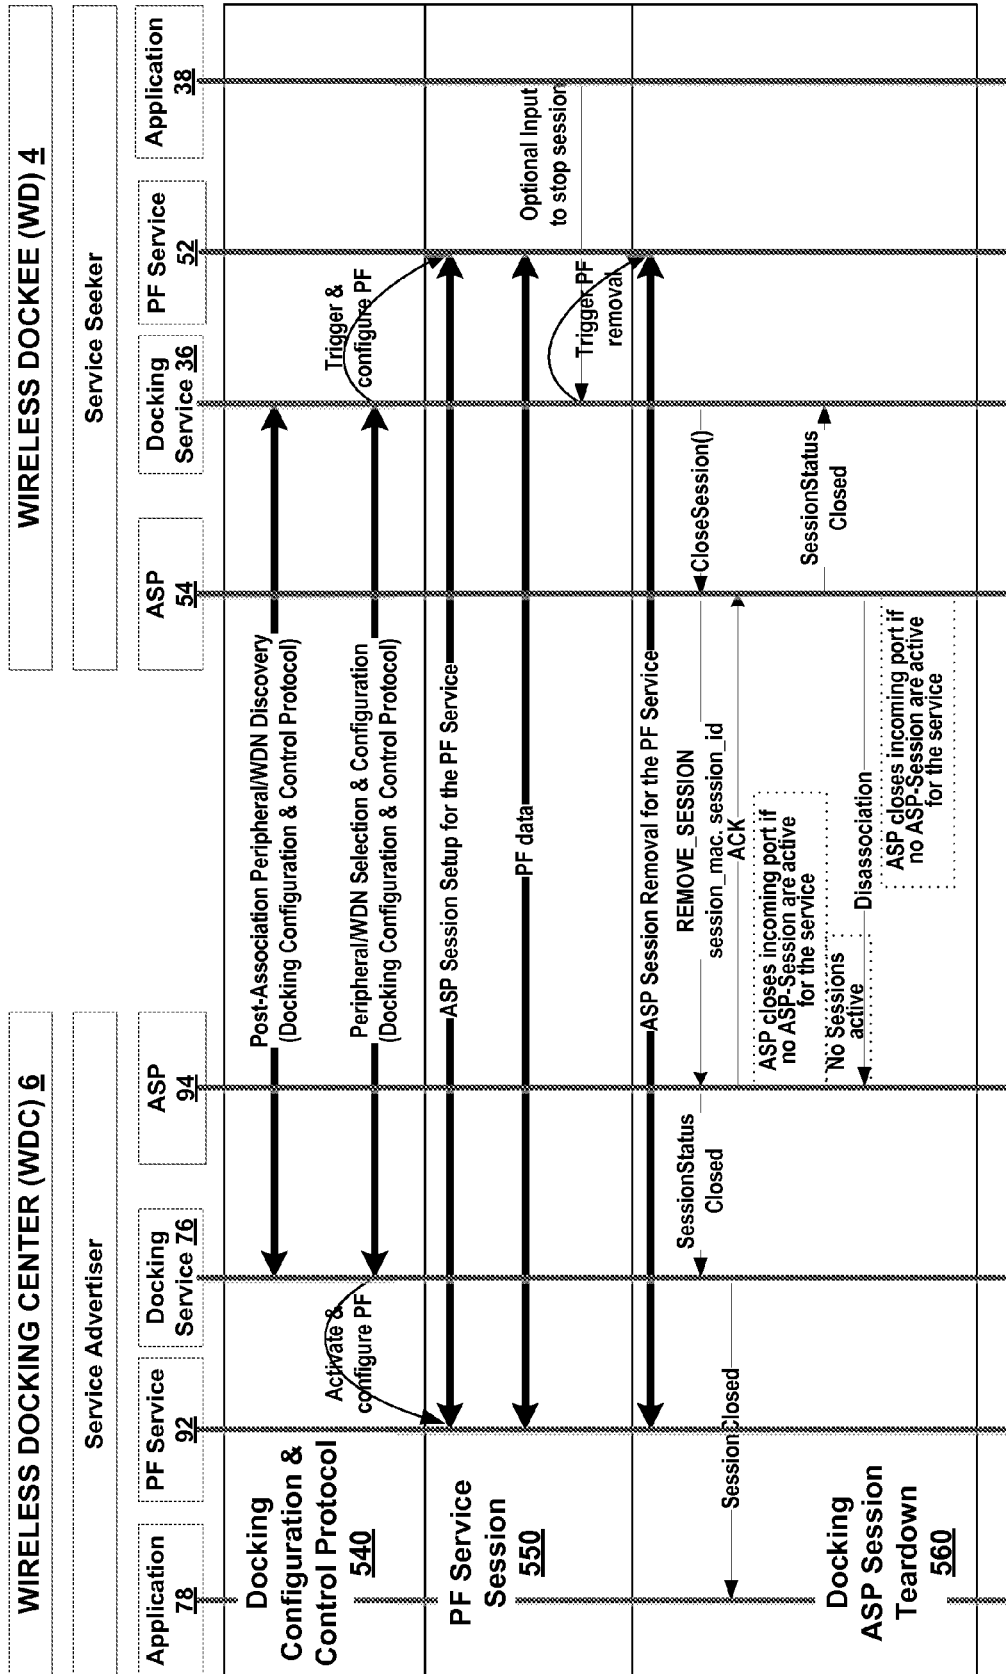 WIRELESS DOCKING CENTER (WDC) 6
WIRELESS DOCKEE (WD) 4
Service Advertiser
Service Seeker
Application
78
PF Service
92
Docking
Service 76
ASP
94
ASP
54
Docking
Service 36
PF Service
52
Application
38
Docking
Configuration &
Control Protocol
540
Post-Association Peripheral/WDN Discovery
(Docking Configuration & Control Protocol)
Activate &
configure PF
Peripheral/WDN Selection & Configuration
(Docking Configuration & Control Protocol)
Trigger &
configure PF
PF Service
Session
550
ASP Session Setup for the PF Service
PF data
Optional Input
to stop session
Trigger PF
removal
ASP Session Removal for the PF Service
CloseSession()
REMOVE_SESSION
session_mac. session_id
ACK
SessionStatus
Closed
Session Closed
ASP closes incoming port if
no ASP-Session are active
for the service
SessionStatus
Closed
No Sessions
active
Disassociation
ASP closes incoming port if
no ASP-Session are active
for the service
Docking
ASP Session
Teardown
560